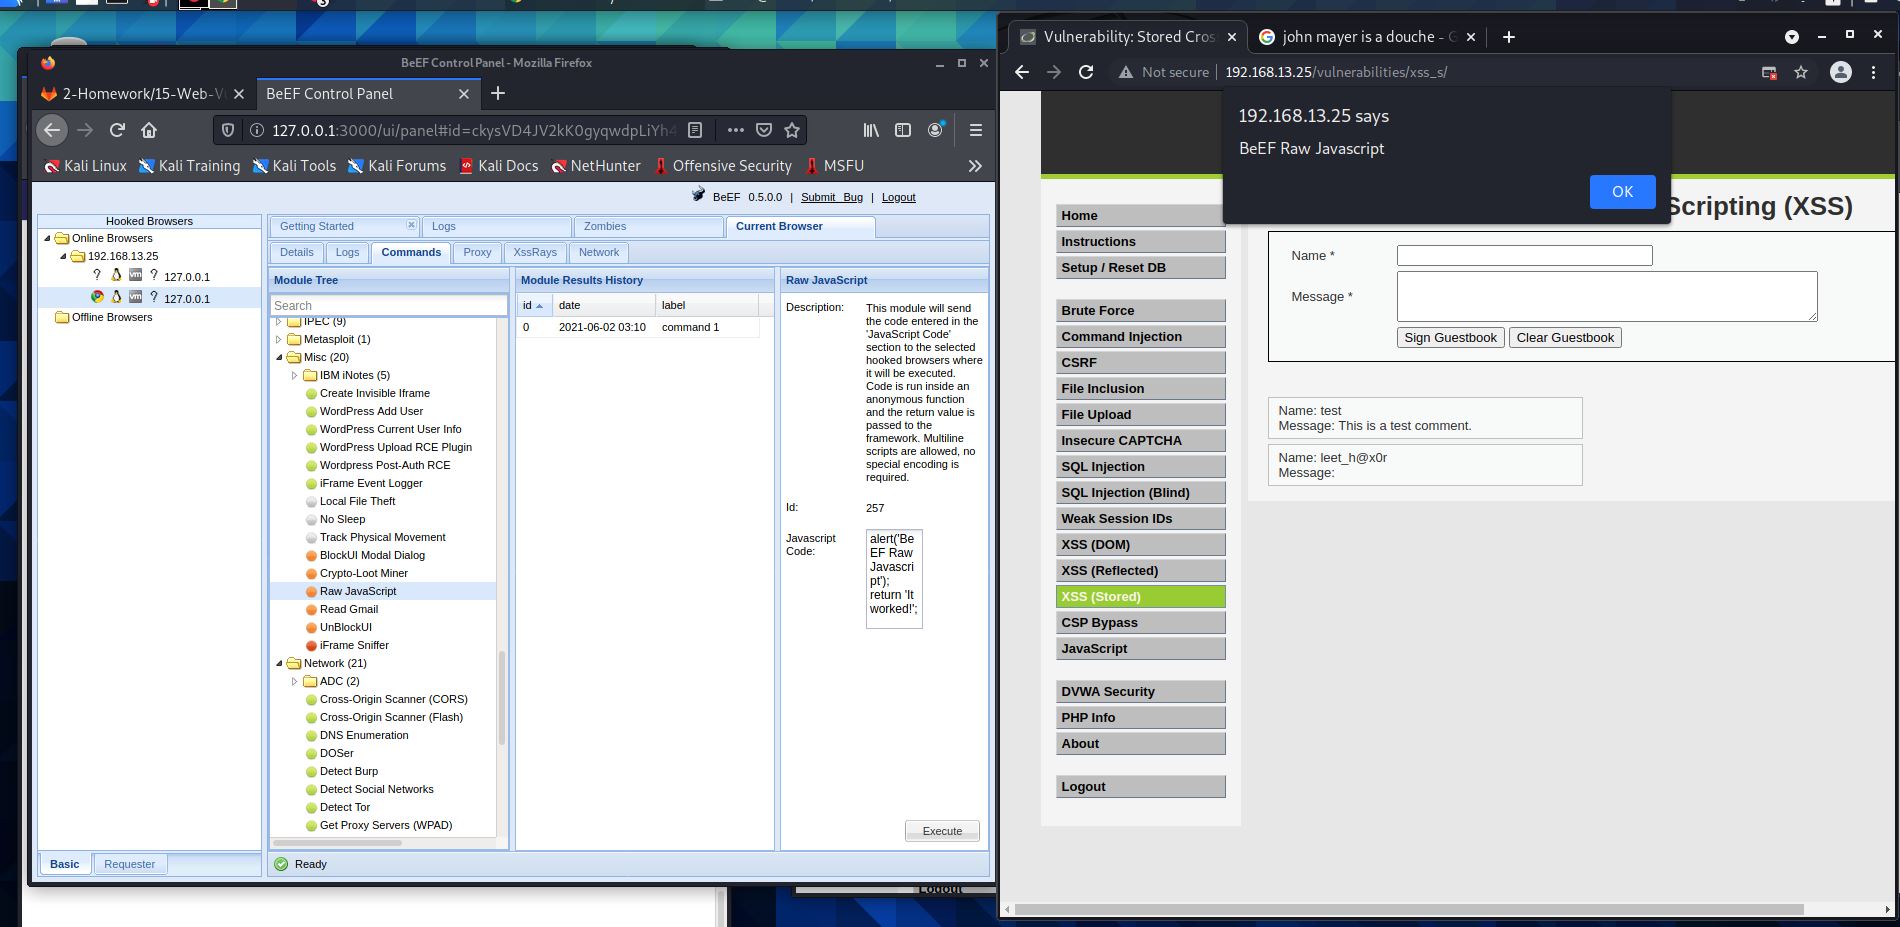 BeEF Control Panel - Mozilla Firefox
2-Homework/15-Web-V
BeEF Control Panel
127.0.0.1:3000/ui/panel#id=ckysVD4JV2kK0gyqwdpLiYh4
Kali Linux
Kali Training
Kali Tools
Kali Forums
Kali Docs
NetHunter
Offensive Security
MSFU
BeEF 0.5.0.0 | Submit Bug | Logout
Hooked Browsers
Online Browsers
192.168.13.25
? ? 127.0.0.1
? 127.0.0.1
Offline Browsers
Basic
Requester
Getting Started
Logs
Zombies
Current Browser
Details
Logs
Commands
Proxy
XssRays
Network
Module Tree
Search
IPEC (9)
Metasploit (1)
Misc (20)
IBM iNotes (5)
Create Invisible Iframe
WordPress Add User
WordPress Current User Info
WordPress Upload RCE Plugin
Wordpress Post-Auth RCE
iFrame Event Logger
Local File Theft
No Sleep
Track Physical Movement
BlockUI Modal Dialog
Crypto-Loot Miner
Raw JavaScript
Read Gmail
UnBlockUI
iFrame Sniffer
Network (21)
ADC (2)
Cross-Origin Scanner (CORS)
Cross-Origin Scanner (Flash)
DNS Enumeration
DOSer
Detect Burp
Detect Social Networks
Detect Tor
Get Proxy Servers (WPAD)
Module Results History
id date label
0 2021-06-02 03:10 command 1
Raw JavaScript
Description:
This module will send
the code entered in the
'JavaScript Code'
section to the selected
hooked browsers where
it will be executed.
Code is run inside an
anonymous function
and the return value is
passed to the
framework. Multiline
scripts are allowed, no
special encoding is
required.
Id: 257
Javascript
Code:
alert('Be
EF Raw
Javascri
pt');
return 'It
worked!';
Execute
Ready
Logout
Vulnerability: Stored Cros
john mayer is a douche - G
Not secure | 192.168.13.25/vulnerabilities/xss_s/
192.168.13.25 says
BeEF Raw Javascript
OK
Scripting (XSS)
Home
Instructions
Setup / Reset DB
Brute Force
Command Injection
CSRF
File Inclusion
File Upload
Insecure CAPTCHA
SQL Injection
SQL Injection (Blind)
Weak Session IDs
XSS (DOM)
XSS (Reflected)
XSS (Stored)
CSP Bypass
JavaScript
DVWA Security
PHP Info
About
Logout
Name *
Message *
Sign Guestbook
Clear Guestbook
Name: test
Message: This is a test comment.
Name: leet_h@x0r
Message: